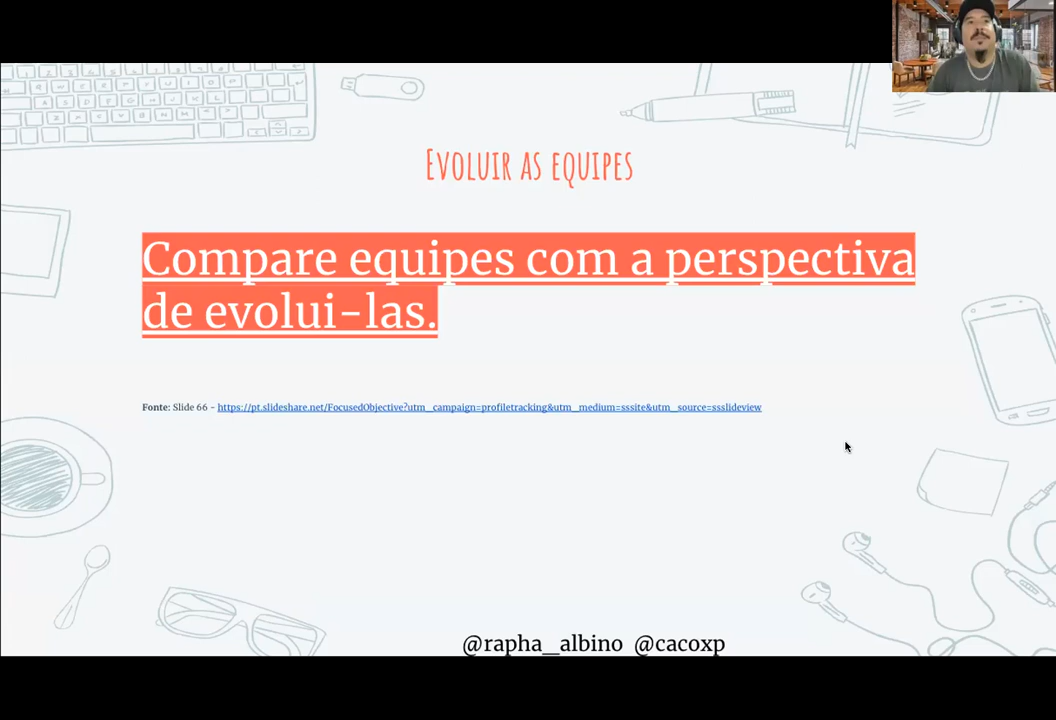 Evoluir as equipes
Compare equipes com a perspectiva
de evolui-las.
Fonte: Slide 66 - https://pt.slideshare.net/FocusedObjective?utm_campaign=profiletracking&utm_medium=sssite&utm_source=ssslideview
@rapha_albino @cacoxp